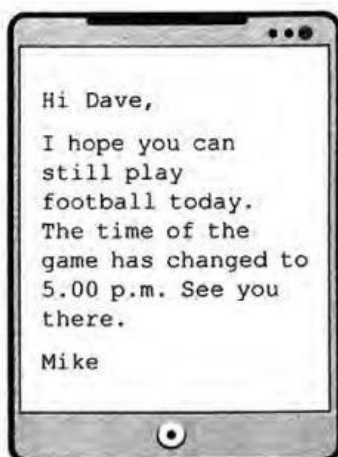 Hi Dave,
I hope you can
still play
football today.
The time of the
game has changed to
5.00 p.m. See you
there.
Mike